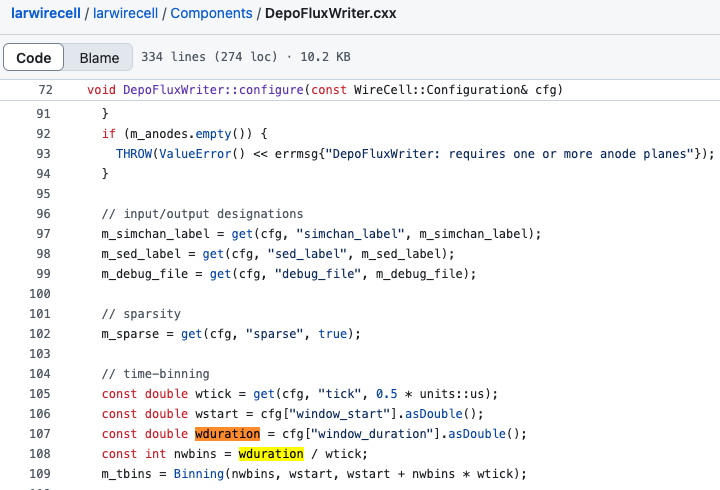 larwirecell / larwirecell / Components / DepoFluxWriter.cxx
Code Blame 334 lines (274 loc) · 10.2 KB
72 void DepoFluxWriter::configure(const WireCell::Configuration& cfg)
91 }
92 if (m_anodes.empty()) {
93 THROW(ValueError() << errmsg{"DepoFluxWriter: requires one or more anode planes"});
94 }
95
96 // input/output designations
97 m_simchan_label = get(cfg, "simchan_label", m_simchan_label);
98 m_sed_label = get(cfg, "sed_label", m_sed_label);
99 m_debug_file = get(cfg, "debug_file", m_debug_file);
100
101 // sparsity
102 m_sparse = get(cfg, "sparse", true);
103
104 // time-binning
105 const double wtick = get(cfg, "tick", 0.5 * units::us);
106 const double wstart = cfg["window_start"].asDouble();
107 const double wduration = cfg["window_duration"].asDouble();
108 const int nwbins = wduration / wtick;
109 m_tbins = Binning(nwbins, wstart, wstart + nwbins * wtick);